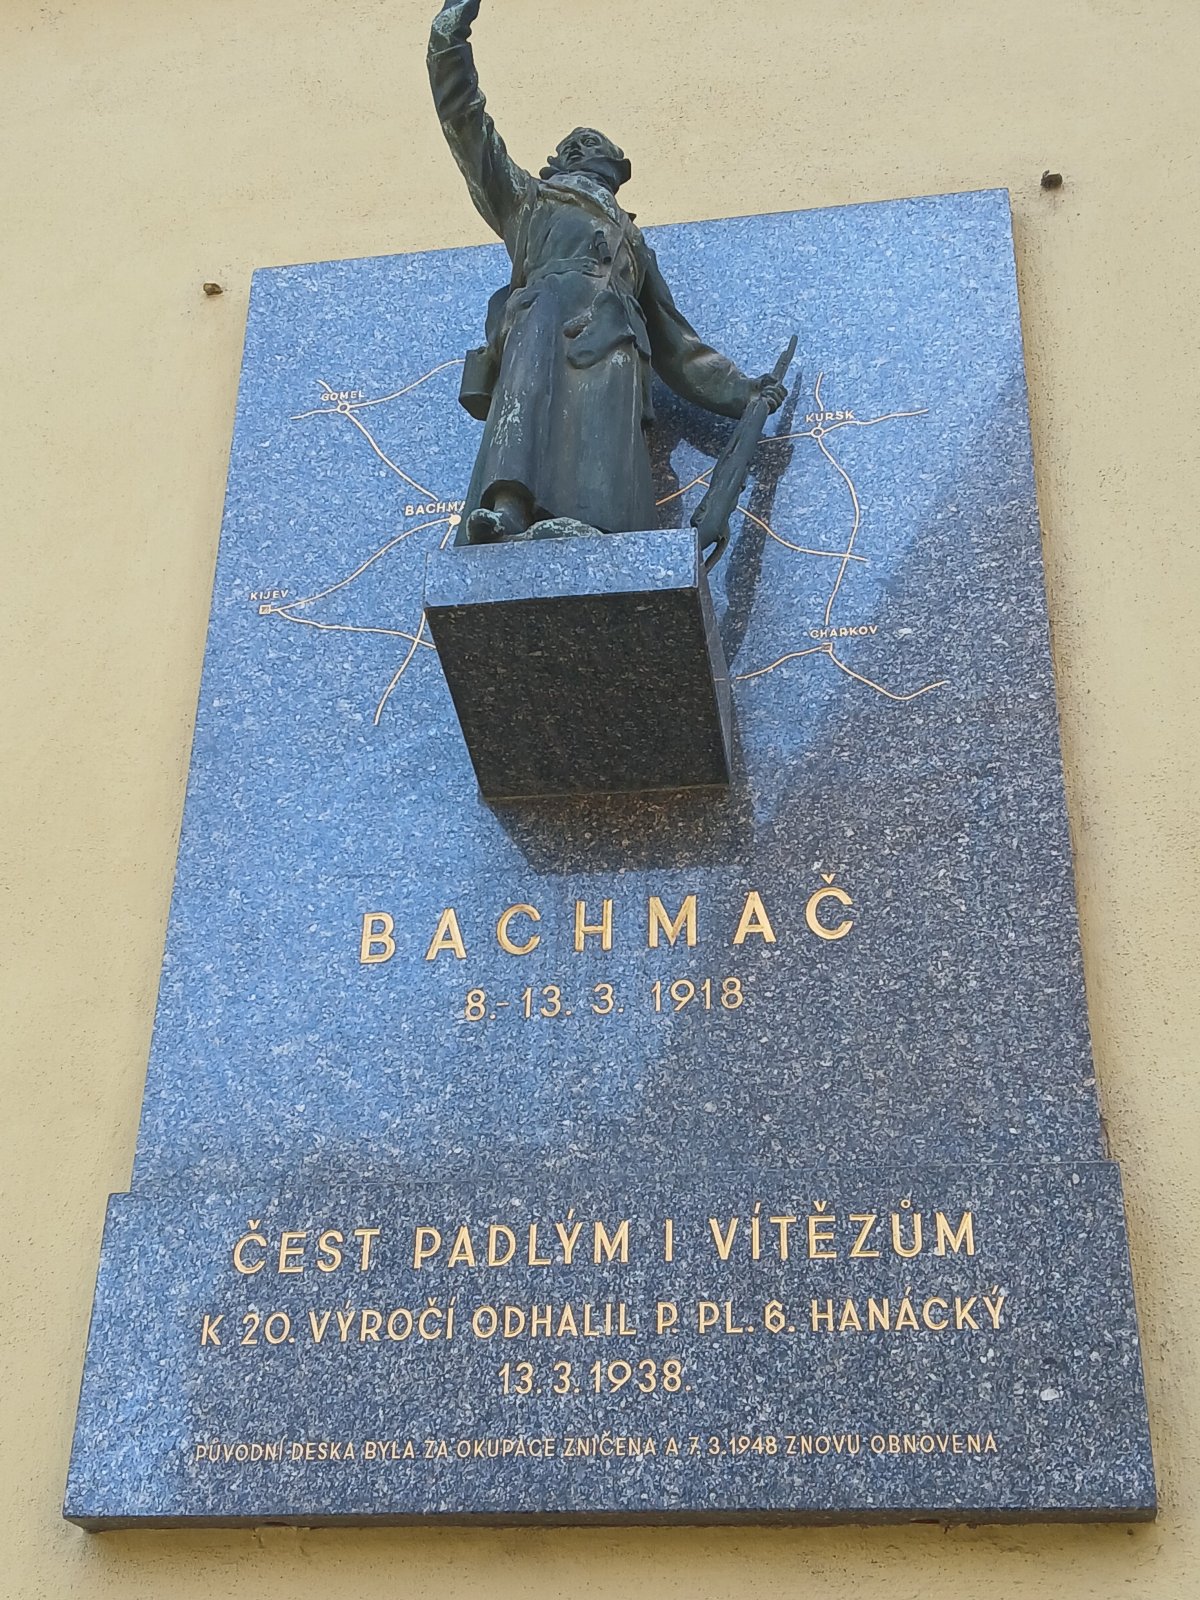 GOMEL
KURSK
BACHMA
KIJEV
CHARKOV
BACHMAČ
8.-13. 3. 1918
ČEST PADLÝM I VÍTĚZŮM
K 20. VÝROČÍ ODHALIL P. PL. 6. HANÁCKÝ
13. 3. 1938.
PŮVODNÍ DESKA BYLA ZA OKUPACE ZNIČENA A 7.3.1948 ZNOVU OBNOVENA